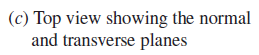 (c) Top view showing the normal
and transverse planes